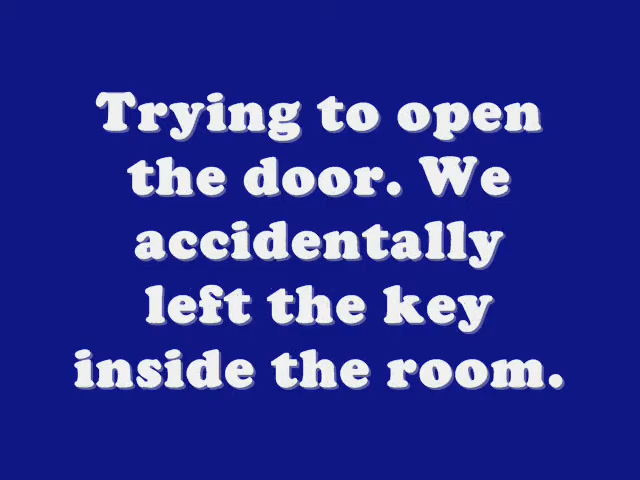 Trying to open
the door. We
accidentally
left the key
inside the room.